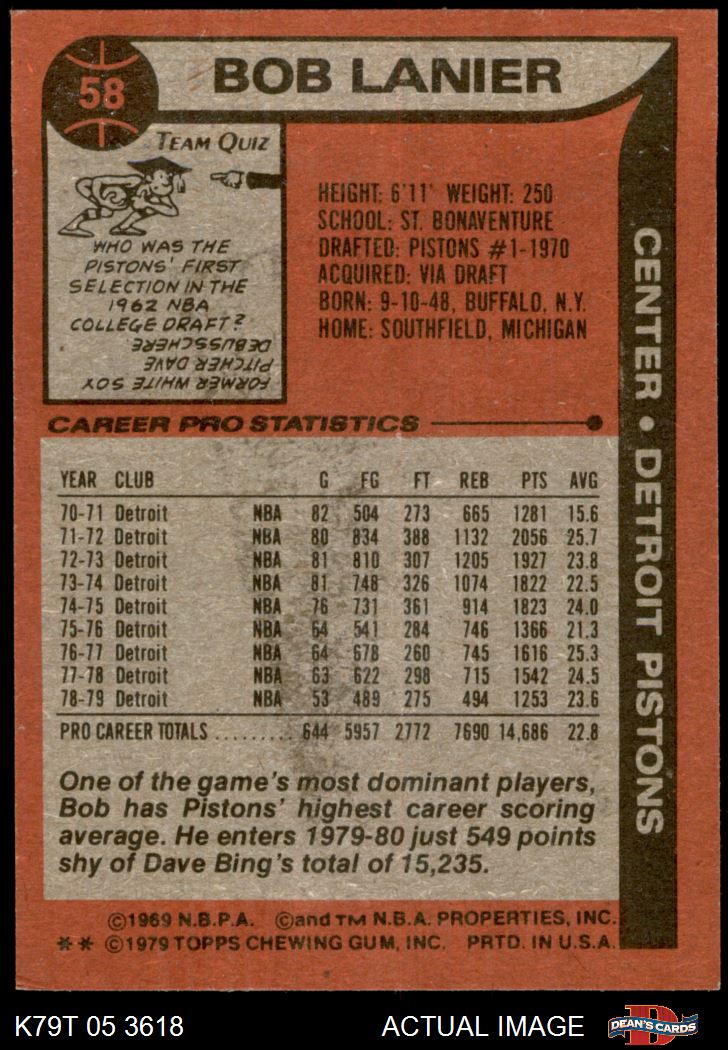 58
BOB LANIER
TEAM QUIZ
WHO WAS THE
PISTONS' FIRST
SELECTION IN THE
1962 NBA
COLLEGE DRAFT?
FORMER WHITE SOX
PITCHER DAVE
DEBUSSCHERE
HEIGHT: 6'11' WEIGHT: 250
SCHOOL: ST. BONAVENTURE
DRAFTED: PISTONS #1-1970
ACQUIRED: VIA DRAFT
BORN: 9-10-48, BUFFALO, N.Y.
HOME: SOUTHFIELD, MICHIGAN
CENTER • DETROIT PISTONS
CAREER PRO STATISTICS
YEAR CLUB G FG FT REB PTS AVG
70-71 Detroit NBA 82 504 273 665 1281 15.6
71-72 Detroit NBA 80 834 388 1132 2056 25.7
72-73 Detroit NBA 81 810 307 1205 1927 23.8
73-74 Detroit NBA 81 748 326 1074 1822 22.5
74-75 Detroit NBA 76 731 361 914 1823 24.0
75-76 Detroit NBA 64 541 284 746 1366 21.3
76-77 Detroit NBA 64 678 260 745 1616 25.3
77-78 Detroit NBA 63 622 298 715 1542 24.5
78-79 Detroit NBA 53 489 275 494 1253 23.6
PRO CAREER TOTALS ......... 644 5957 2772 7690 14,686 22.8
One of the game's most dominant players,
Bob has Pistons' highest career scoring
average. He enters 1979-80 just 549 points
shy of Dave Bing's total of 15,235.
©1969 N.B.P.A. ©and TM N.B.A. PROPERTIES, INC.
** ©1979 TOPPS CHEWING GUM, INC. PRTD. IN U.S.A.
K79T 05 3618 ACTUAL IMAGE
D
DEAN'S CARDS